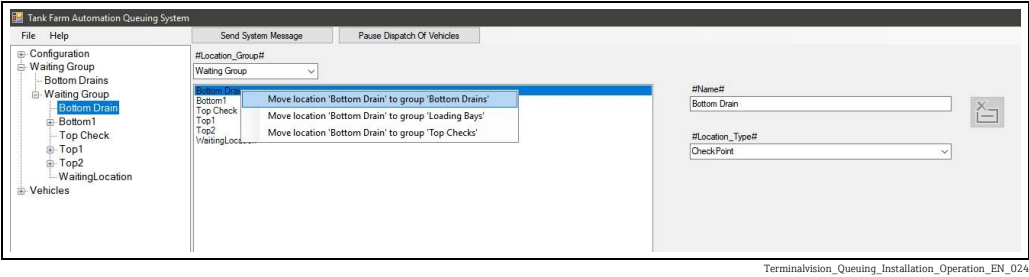 Tank Farm Automation Queuing System
File Help
Send System Message Pause Dispatch Of Vehicles
Configuration
Waiting Group
Bottom Drains
Waiting Group
Bottom Drain
Bottom1
Top Check
Top1
Top2
WaitingLocation
Vehicles
#Location_Group#
Waiting Group
Bottom Drain
Bottom1
Top Check
Top1
Top2
WaitingLocation
Move location 'Bottom Drain' to group 'Bottom Drains'
Move location 'Bottom Drain' to group 'Loading Bays'
Move location 'Bottom Drain' to group 'Top Checks'
#Name#
Bottom Drain
#Location_Type#
CheckPoint
Terminalvision_Queuing_Installation_Operation_EN_024